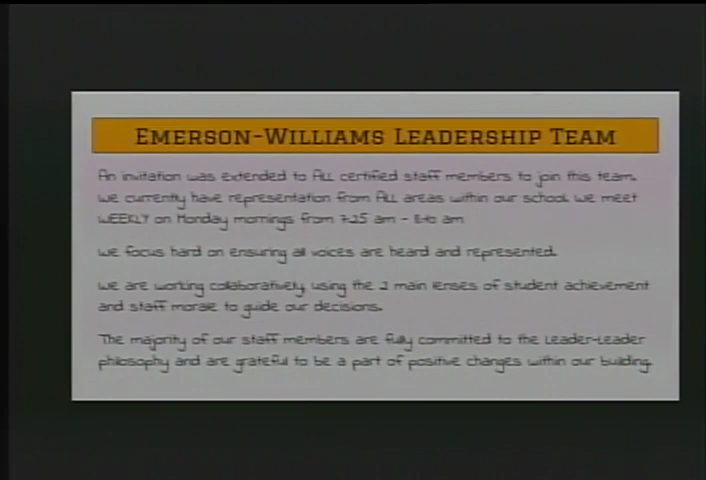 EMERSON-WILLIAMS LEADERSHIP TEAM
An invitation was extended to ALL certified staff members to join this team.
We currently have representation from ALL areas within our school. We meet
WEEKLY on Monday mornings from 7:25 am - 8:10 am
We focus hard on ensuring all voices are heard and represented.
We are working collaboratively, using the 2 main lenses of student achievement
and staff morale to guide our decisions.
The majority of our staff members are fully committed to the Leader-Leader
philosophy and are grateful to be a part of positive changes within our building.